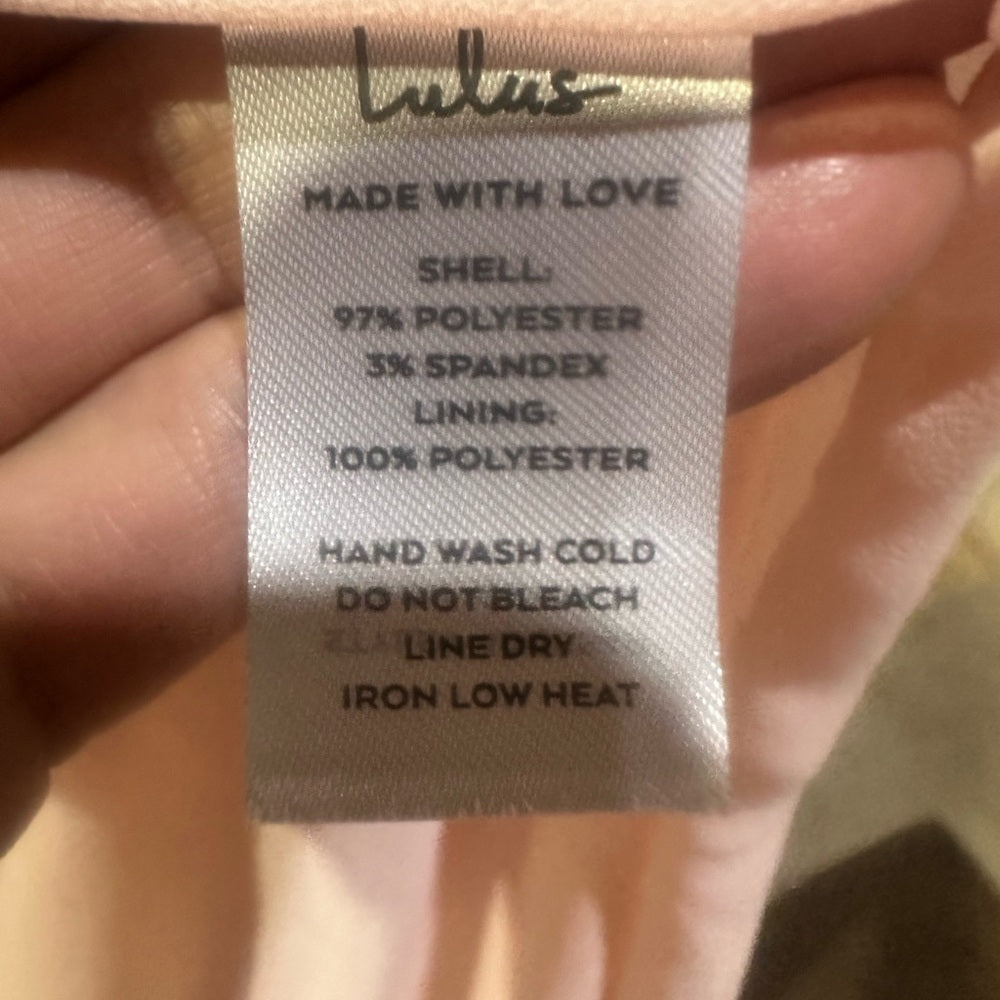 Lulus
MADE WITH LOVE
SHELL:
97% POLYESTER
3% SPANDEX
LINING:
100% POLYESTER
HAND WASH COLD
DO NOT BLEACH
LINE DRY
IRON LOW HEAT